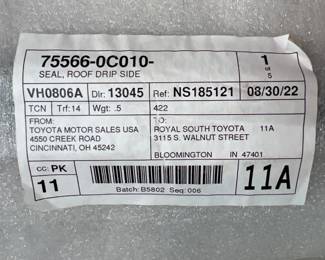 75566-0C010-
SEAL, ROOF DRIP SIDE
1
of
5
VH0806A Dlr: 13045 Ref: NS185121 08/30/22
TCN Trf: 14 Wgt: .5 422
FROM: TO:
TOYOTA MOTOR SALES USA ROYAL SOUTH TOYOTA 11A
4550 CREEK ROAD 3115 S. WALNUT STREET
CINCINNATI, OH 45242
BLOOMINGTON IN 47401
CC: PK
11 11A
Batch: B5802 Seq: 006